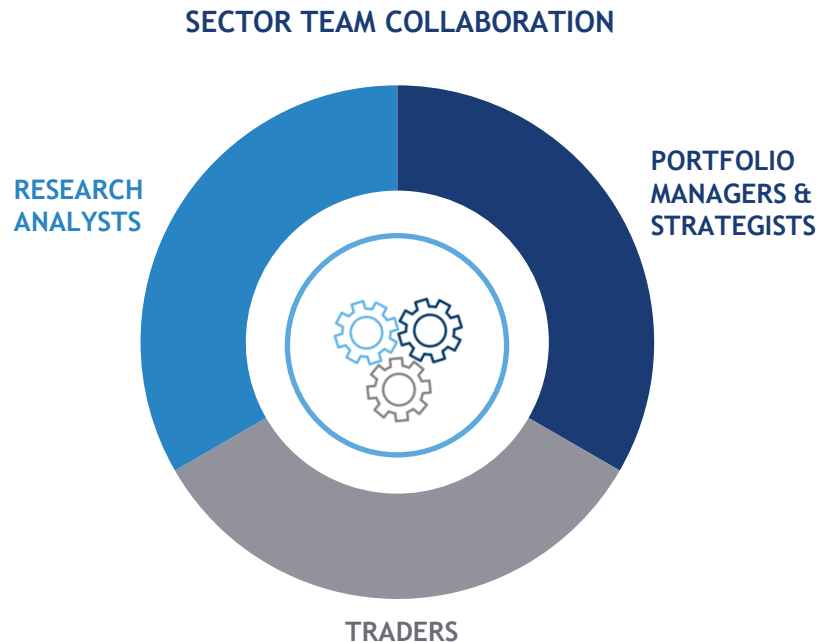 SECTOR TEAM COLLABORATION
RESEARCH
ANALYSTS
PORTFOLIO
MANAGERS &
STRATEGISTS
TRADERS